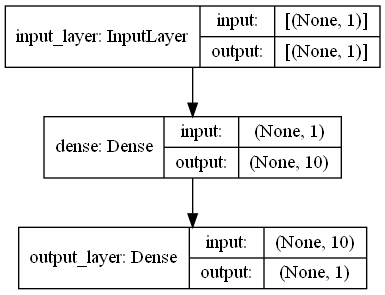 input_layer: InputLayer
input:
[(None, 1)]
output:
[(None, 1)]
dense: Dense
input:
(None, 1)
output:
(None, 10)
output_layer: Dense
input:
(None, 10)
output:
(None, 1)